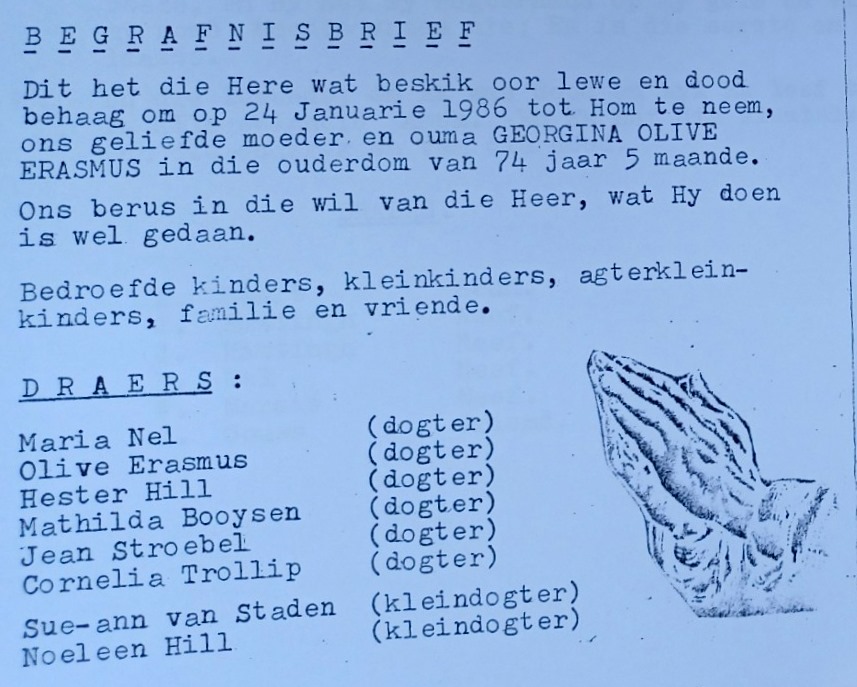 B E G R A F N I S B R I E F
Dit het die Here wat beskik oor lewe en dood
behaag om op 24 Januarie 1986 tot Hom te neem,
ons geliefde moeder en ouma GEORGINA OLIVE
ERASMUS in die ouderdom van 74 jaar 5 maande.
Ons berus in die wil van die Heer, wat Hy doen
is wel gedaan.
Bedroefde kinders, kleinkinders, agterklein-
kinders, familie en vriende.
D R A E R S :
Maria Nel (dogter)
Olive Erasmus (dogter)
Hester Hill (dogter)
Mathilda Booysen (dogter)
Jean Stroebel (dogter)
Cornelia Trollip (dogter)
Sue-ann van Staden (kleindogter)
Noeleen Hill (kleindogter)